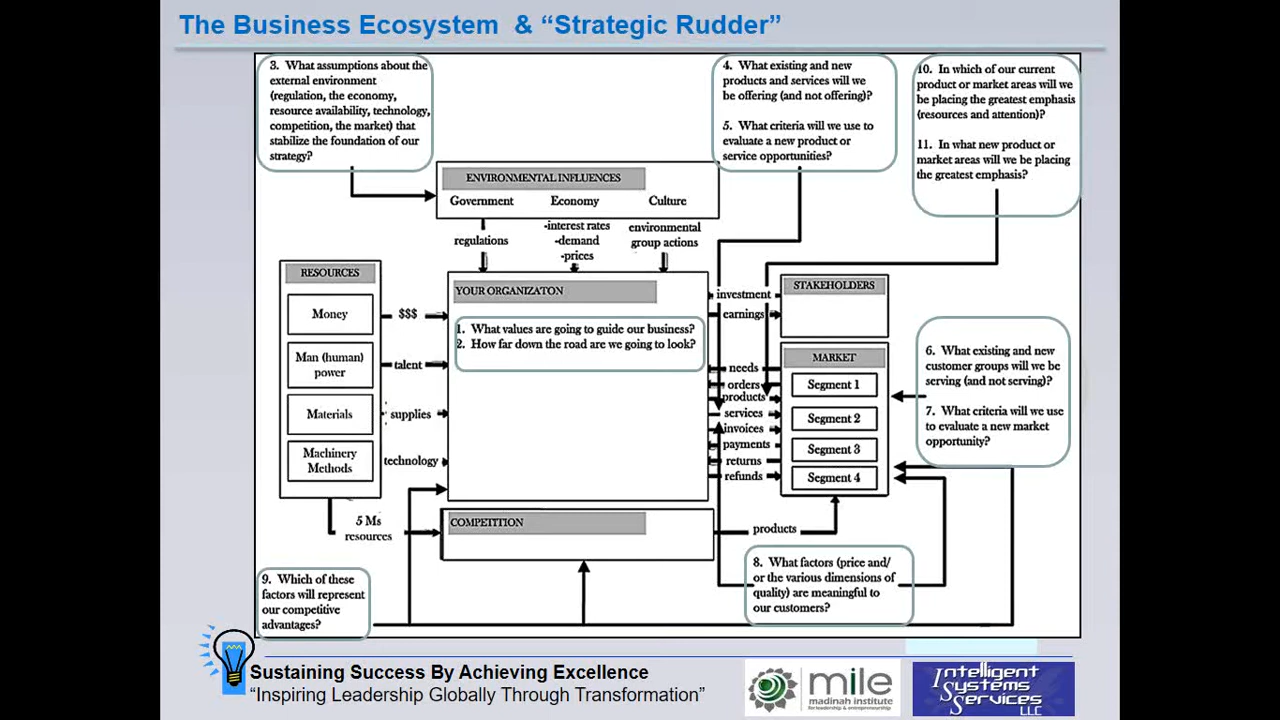 The Business Ecosystem & “Strategic Rudder”
3. What assumptions about the
external environment
(regulation, the economy,
resource availability, technology,
competition, the market) that
stabilize the foundation of our
strategy?
4. What existing and new
products and services will we
be offering (and not offering)?
5. What criteria will we use to
evaluate a new product or
service opportunities?
10. In which of our current
product or market areas will we
be placing the greatest emphasis
(resources and attention)?
11. In what new product or
market areas will we be placing
the greatest emphasis?
ENVIRONMENTAL INFLUENCES
Government Economy Culture
regulations
-interest rates
-demand
-prices
environmental
group actions
RESOURCES
Money
Man (human)
power
Materials
Machinery
Methods
$$$
talent
supplies
technology
5 Ms
resources
YOUR ORGANIZATON
1. What values are going to guide our business?
2. How far down the road are we going to look?
investment
earnings
needs
orders
products
services
invoices
payments
returns
refunds
STAKEHOLDERS
MARKET
Segment 1
Segment 2
Segment 3
Segment 4
6. What existing and new
customer groups will we be
serving (and not serving)?
7. What criteria will we use
to evaluate a new market
opportunity?
COMPETITION
products
8. What factors (price and/
or the various dimensions of
quality) are meaningful to
our customers?
9. Which of these
factors will represent
our competitive
advantages?
Sustaining Success By Achieving Excellence
“Inspiring Leadership Globally Through Transformation”
mile
madinah institute
for leadership & entrepreneurship
Intelligent
Systems
Services
LLC